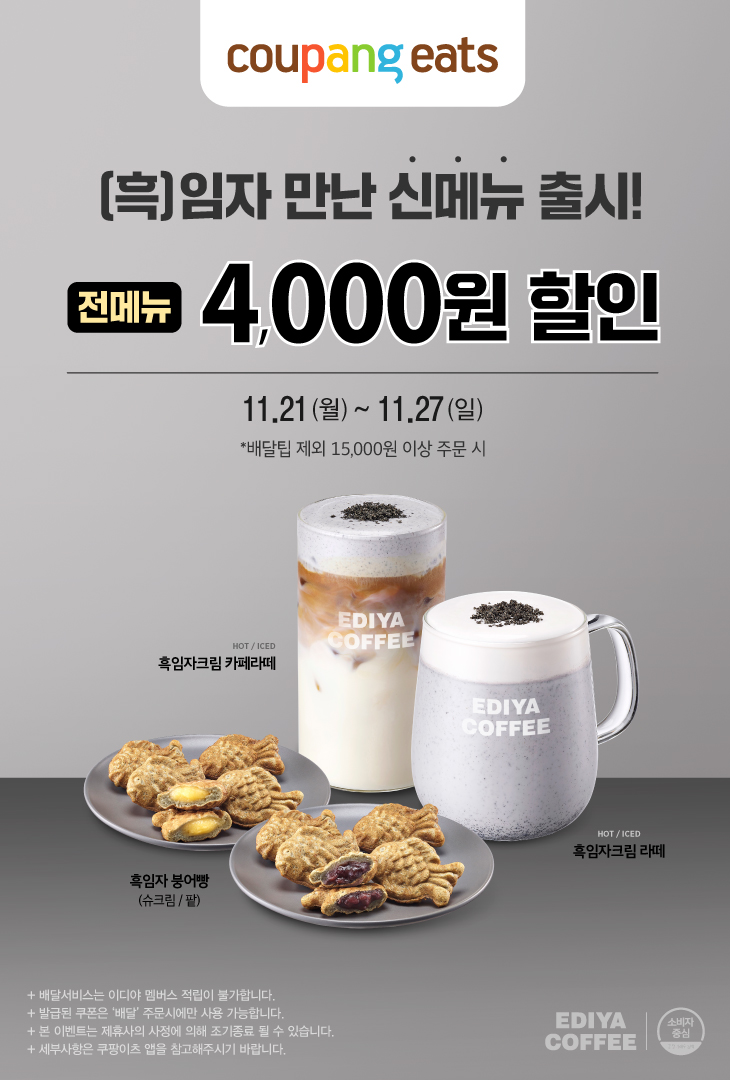 coupang eats
(흑)임자 만난 신메뉴 출시!
전메뉴 4,000원 할인
11.21(월) ~ 11.27(일)
*배달팁 제외 15,000원 이상 주문 시
EDIYA
COFFEE
HOT / ICED
흑임자크림 카페라떼
EDIYA
COFFEE
HOT / ICED
흑임자크림 라떼
흑임자 붕어빵
(슈크림 / 팥)
+ 배달서비스는 이디야 멤버스 적립이 불가합니다.
+ 발급된 쿠폰은 '배달' 주문시에만 사용 가능합니다.
+ 본 이벤트는 제휴사의 사정에 의해 조기종료 될 수 있습니다.
+ 세부사항은 쿠팡이츠 앱을 참고해주시기 바랍니다.
EDIYA
COFFEE
소비자
중심